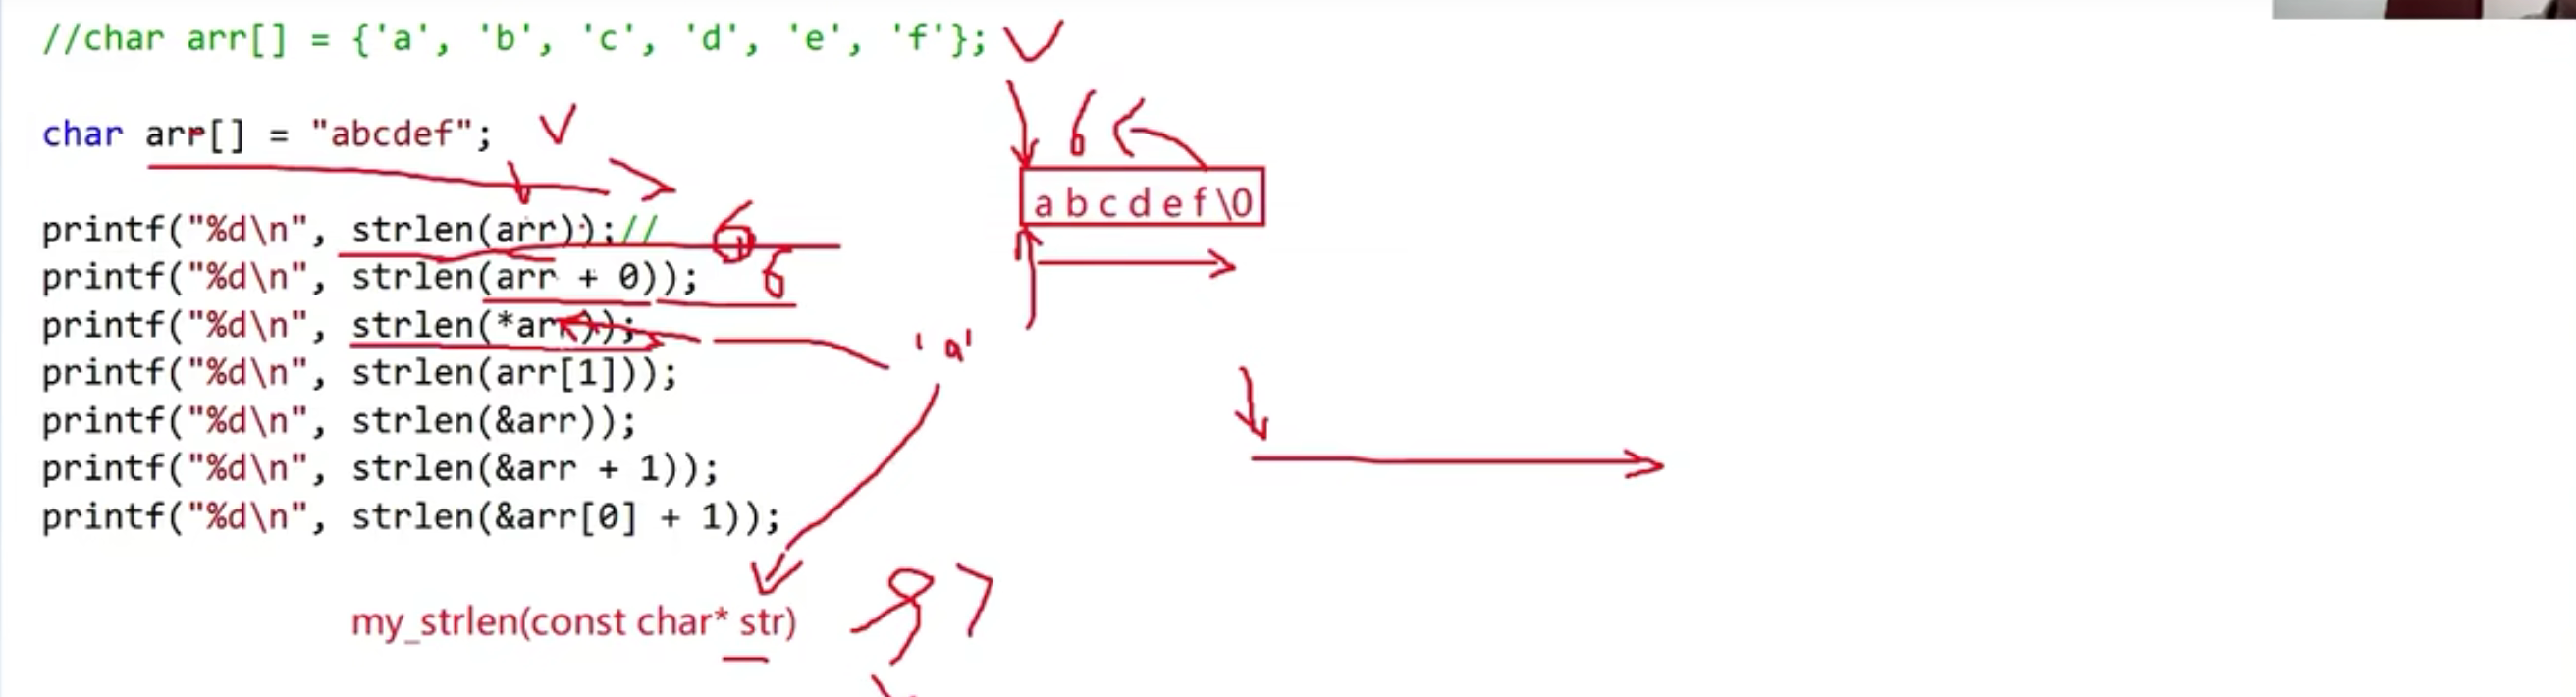 //char arr[] = {'a', 'b', 'c', 'd', 'e', 'f'};
char arr[] = "abcdef";
6
a b c d e f \0
printf("%d\n", strlen(arr));// 6
printf("%d\n", strlen(arr + 0)); 6
printf("%d\n", strlen(*arr));
'a'
printf("%d\n", strlen(arr[1]));
printf("%d\n", strlen(&arr));
printf("%d\n", strlen(&arr + 1));
printf("%d\n", strlen(&arr[0] + 1));
my_strlen(const char* str)
97